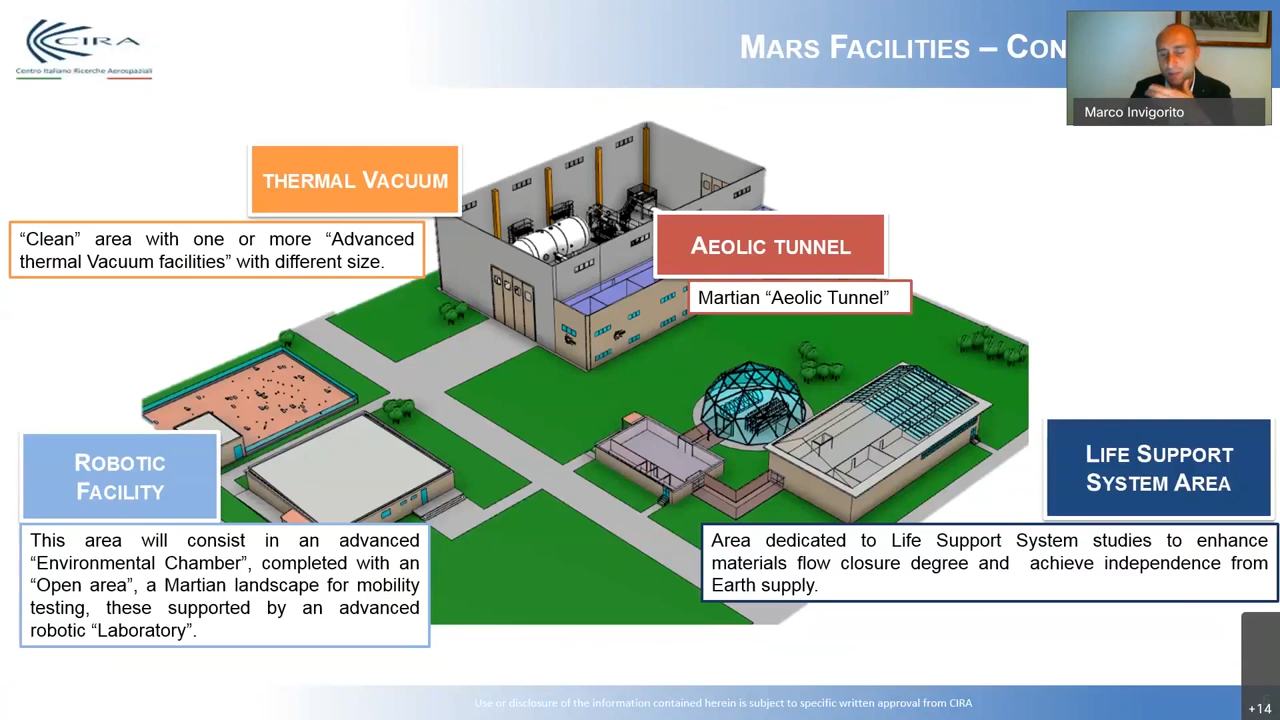 CIRA
Centro Italiano Ricerche Aerospaziali
MARS FACILITIES – CON
Marco Invigorito
THERMAL VACUUM
“Clean” area with one or more “Advanced
thermal Vacuum facilities” with different size.
AEOLIC TUNNEL
Martian “Aeolic Tunnel”
ROBOTIC
FACILITY
This area will consist in an advanced
“Environmental Chamber”, completed with an
“Open area”, a Martian landscape for mobility
testing, these supported by an advanced
robotic “Laboratory”.
LIFE SUPPORT
SYSTEM AREA
Area dedicated to Life Support System studies to enhance
materials flow closure degree and achieve independence from
Earth supply.
Use or disclosure of the information contained herein is subject to specific written approval from CIRA
+14